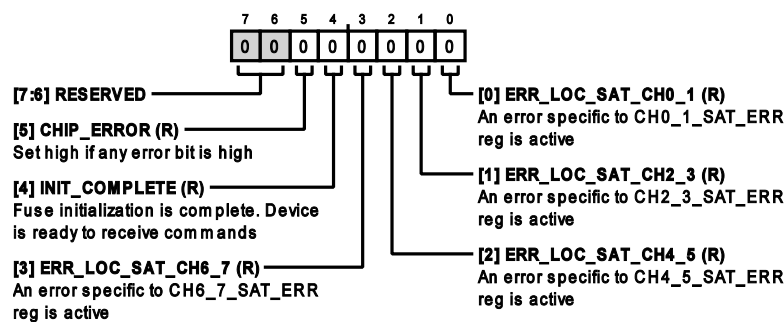 7 6 5 4 3 2 1 0
0 0 0 0 0 0 0 0
[7:6] RESERVED
[5] CHIP_ERROR (R)
Set high if any error bit is high
[4] INIT_COMPLETE (R)
Fuse initialization is complete. Device
is ready to receive commands
[3] ERR_LOC_SAT_CH6_7 (R)
An error specific to CH6_7_SAT_ERR
reg is active
[0] ERR_LOC_SAT_CH0_1 (R)
An error specific to CH0_1_SAT_ERR
reg is active
[1] ERR_LOC_SAT_CH2_3 (R)
An error specific to CH2_3_SAT_ERR
reg is active
[2] ERR_LOC_SAT_CH4_5 (R)
An error specific to CH4_5_SAT_ERR
reg is active